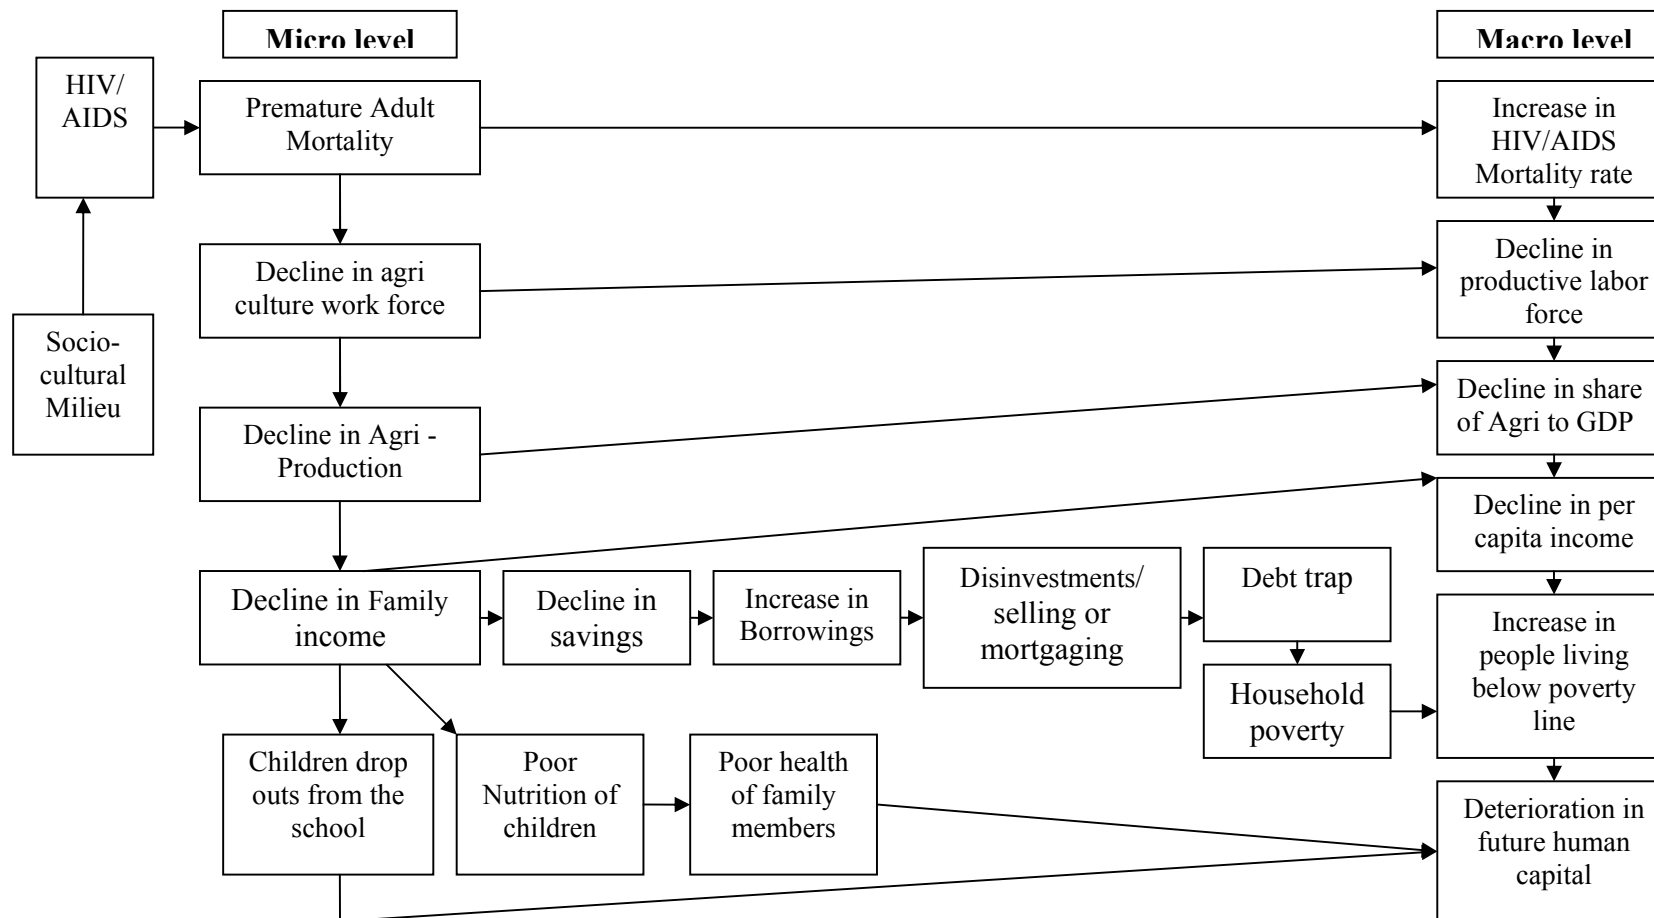 Micro level
Macro level
HIV/
AIDS
Premature Adult
Mortality
Increase in
HIV/AIDS
Mortality rate
Decline in agri
culture work force
Decline in
productive labor
force
Socio-
cultural
Milieu
Decline in Agri -
Production
Decline in share
of Agri to GDP
Decline in per
capita income
Decline in Family
income
Decline in
savings
Increase in
Borrowings
Disinvestments/
selling or
mortgaging
Debt trap
Household
poverty
Increase in
people living
below poverty
line
Children drop
outs from the
school
Poor
Nutrition of
children
Poor health
of family
members
Deterioration in
future human
capital